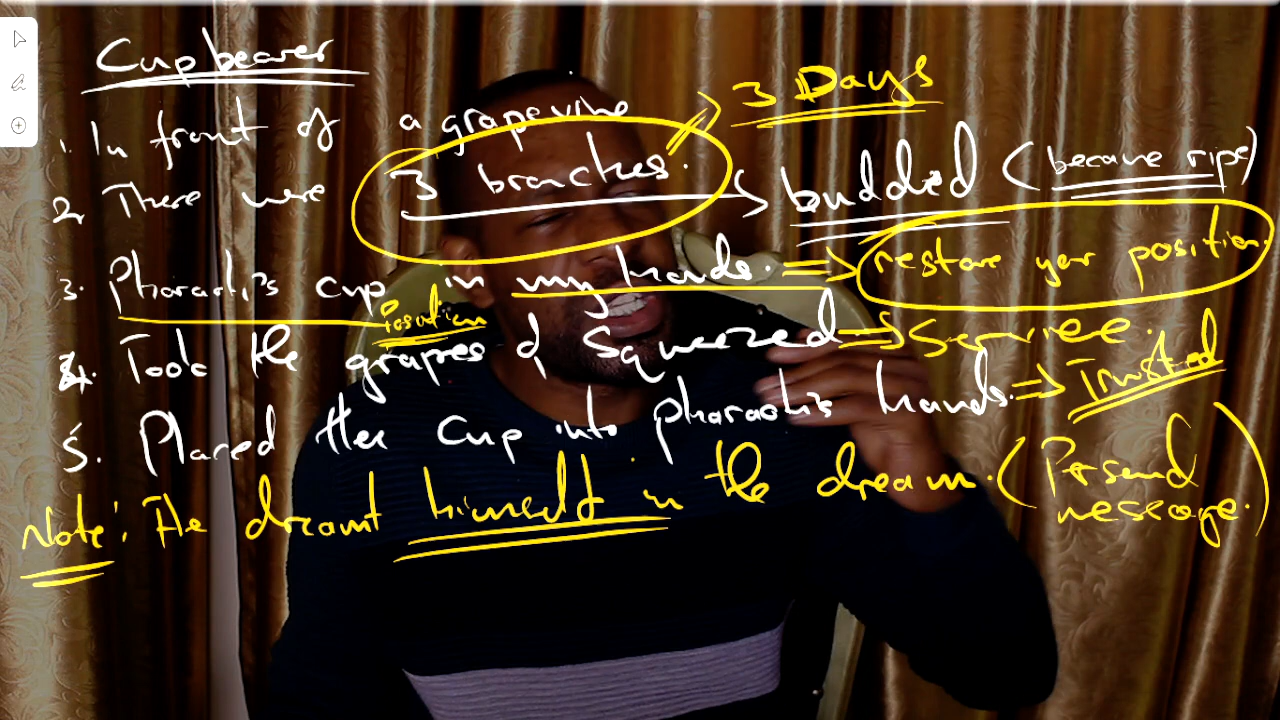 Cup bearer
1. In front of a grapevine => 3 Days
2. There were 3 branches. → budded (became ripe)
3. Pharaoh's cup in my hands. => restore your position.
Position
4. Took the grapes & Squeezed => Service.
5. Placed the cup into pharaoh's hands. => Trusted
Note: He dreamt himself in the dream. (Personal message.)